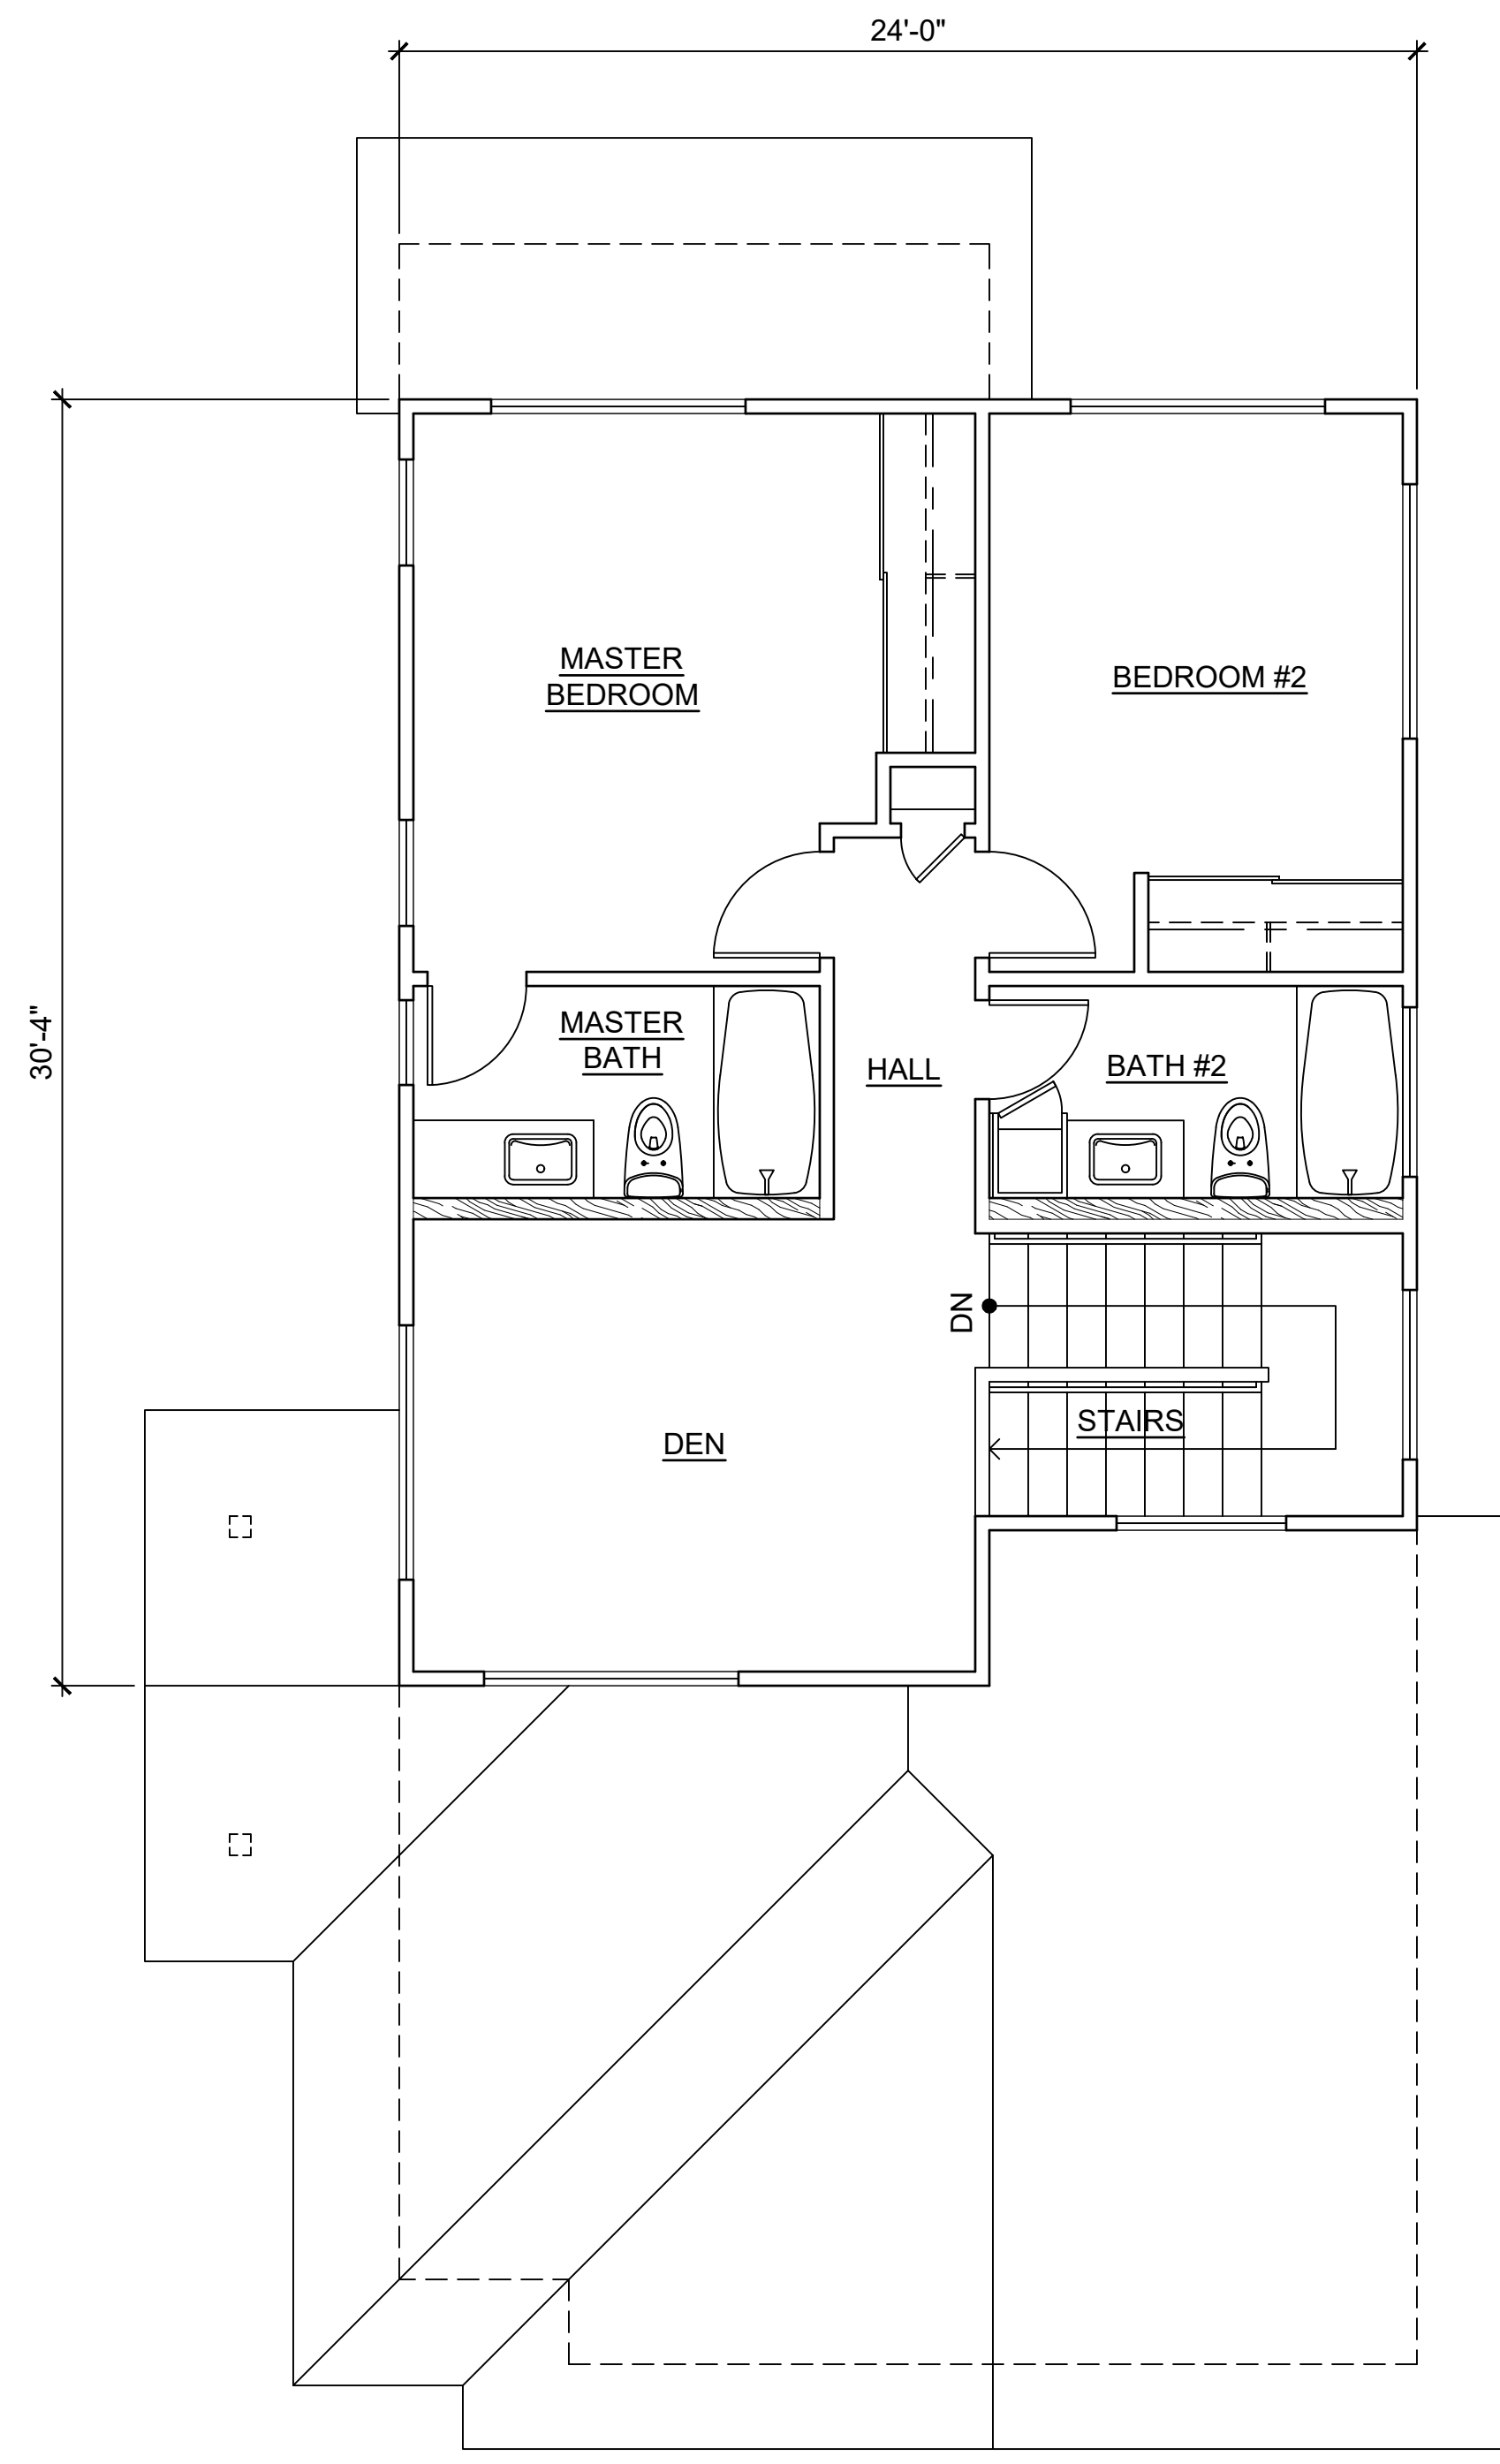 24'-0"
MASTER
BEDROOM
BEDROOM #2
30'-4"
MASTER
BATH
HALL
BATH #2
DN
STAIRS
DEN